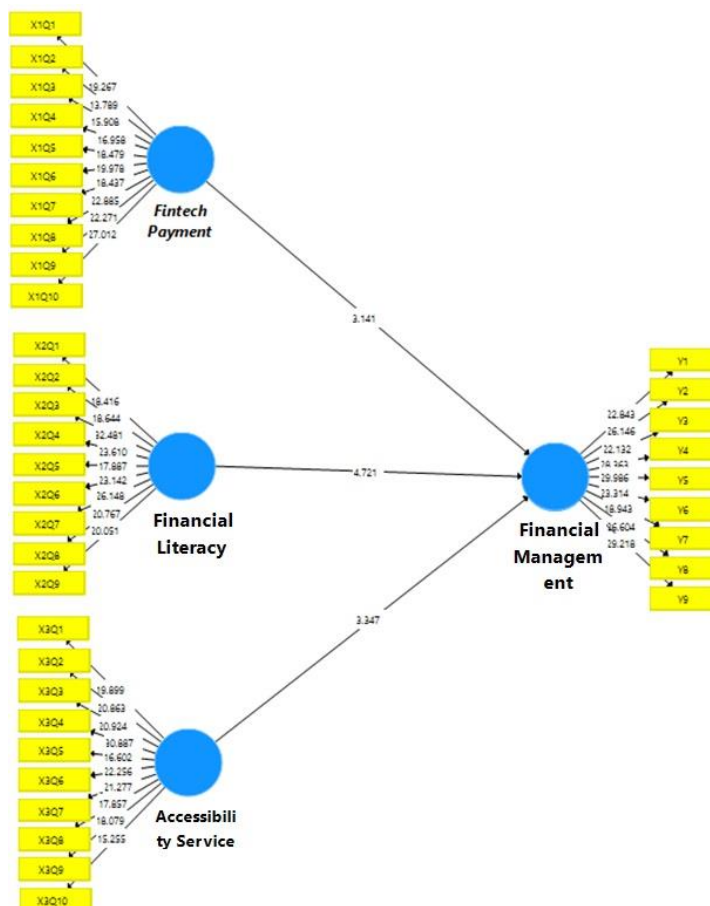 X1Q1
X1Q2
X1Q3
X1Q4
X1Q5
X1Q6
X1Q7
X1Q8
X1Q9
X1Q10
19.267
13.789
15.908
16.958
18.479
19.978
18.437
22.885
22.271
27.012
Fintech
Payment
3.141
X2Q1
X2Q2
X2Q3
X2Q4
X2Q5
X2Q6
X2Q7
X2Q8
X2Q9
18.416
18.644
32.481
23.610
17.887
23.142
26.148
20.767
20.051
Financial
Literacy
4.721
X3Q1
X3Q2
X3Q3
X3Q4
X3Q5
X3Q6
X3Q7
X3Q8
X3Q9
X3Q10
19.899
20.863
20.924
30.887
16.602
22.256
21.277
17.857
18.079
15.255
Accessibili
ty Service
3.347
Financial
Managem
ent
22.843
26.146
22.132
29.986
23.314
18.943
29.218
Y1
Y2
Y3
Y4
Y5
Y6
Y7
Y8
Y9